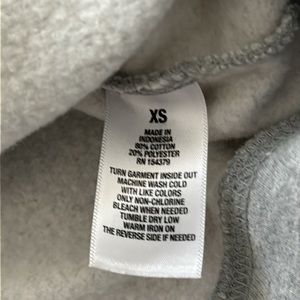 XS
MADE IN
INDONESIA
80% COTTON
20% POLYESTER
RN 154379
TURN GARMENT INSIDE OUT
MACHINE WASH COLD
WITH LIKE COLORS
ONLY NON-CHLORINE
BLEACH WHEN NEEDED
TUMBLE DRY LOW
WARM IRON ON
THE REVERSE SIDE IF NEEDED